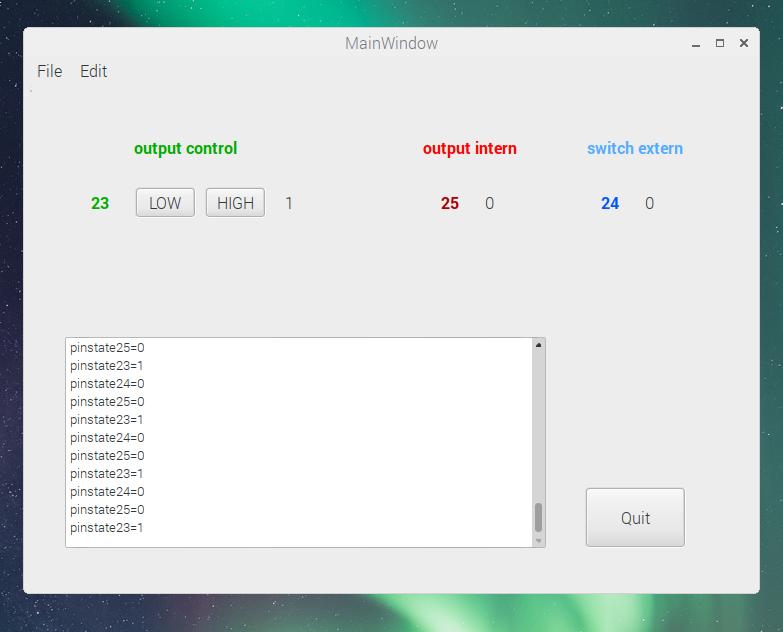 MainWindow
File Edit
output control output intern switch extern
23 LOW HIGH 1 25 0 24 0
pinstate25=0
pinstate23=1
pinstate24=0
pinstate25=0
pinstate23=1
pinstate24=0
pinstate25=0
pinstate23=1
pinstate24=0
pinstate25=0
pinstate23=1
Quit